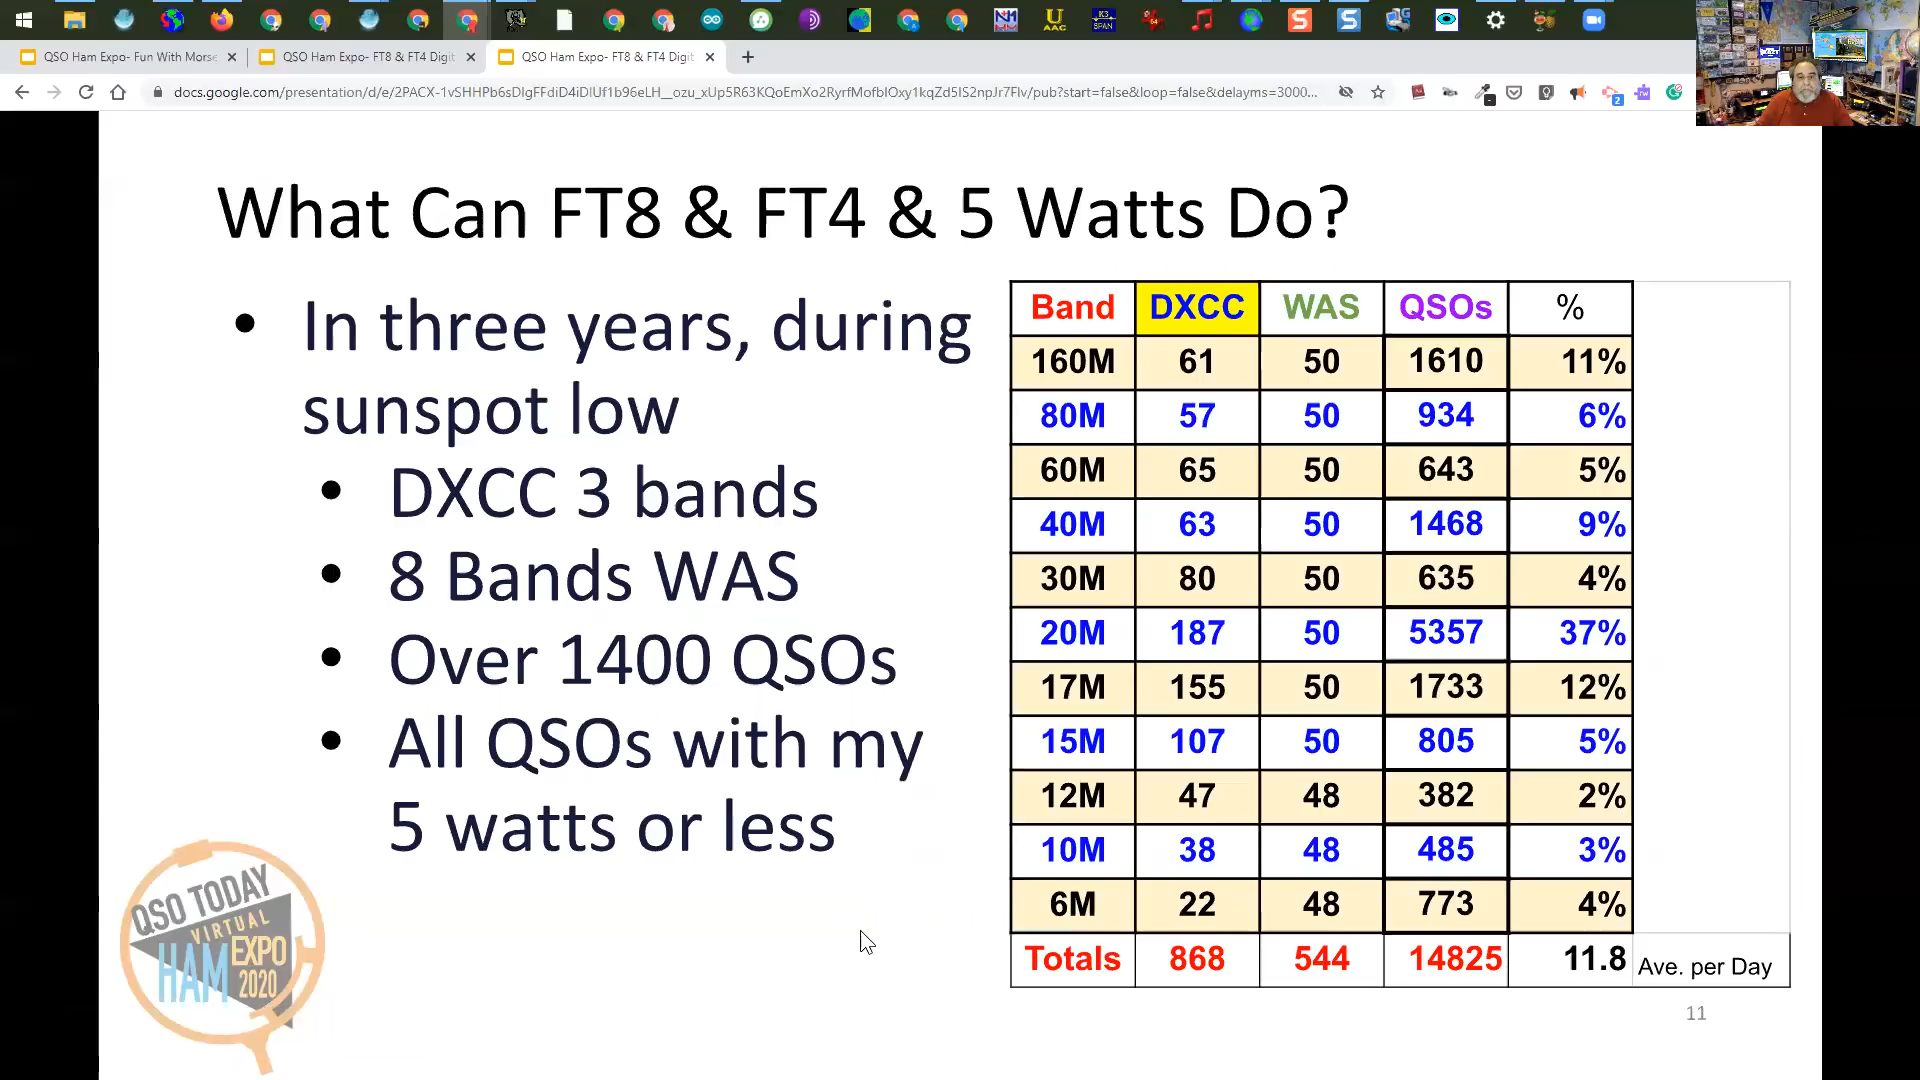 QSO Ham Expo- Fun With Morse
QSO Ham Expo- FT8 & FT4 Digit
QSO Ham Expo- FT8 & FT4 Digit
docs.google.com/presentation/d/e/2PACX-1vSHHPb6sDIgFFdiD4iDlUf1b96eLH__ozu_xUp5R63KQoEmXo2RyrfMofbIOxy1kqZd5IS2npJr7Flv/pub?start=false&loop=false&delayms=3000...
What Can FT8 & FT4 & 5 Watts Do?
• In three years, during
sunspot low
• DXCC 3 bands
• 8 Bands WAS
• Over 1400 QSOs
• All QSOs with my
5 watts or less
Band DXCC WAS QSOs %
160M 61 50 1610 11%
80M 57 50 934 6%
60M 65 50 643 5%
40M 63 50 1468 9%
30M 80 50 635 4%
20M 187 50 5357 37%
17M 155 50 1733 12%
15M 107 50 805 5%
12M 47 48 382 2%
10M 38 48 485 3%
6M 22 48 773 4%
Totals 868 544 14825 11.8 Ave. per Day
QSO TODAY
VIRTUAL
HAM EXPO
2020
11